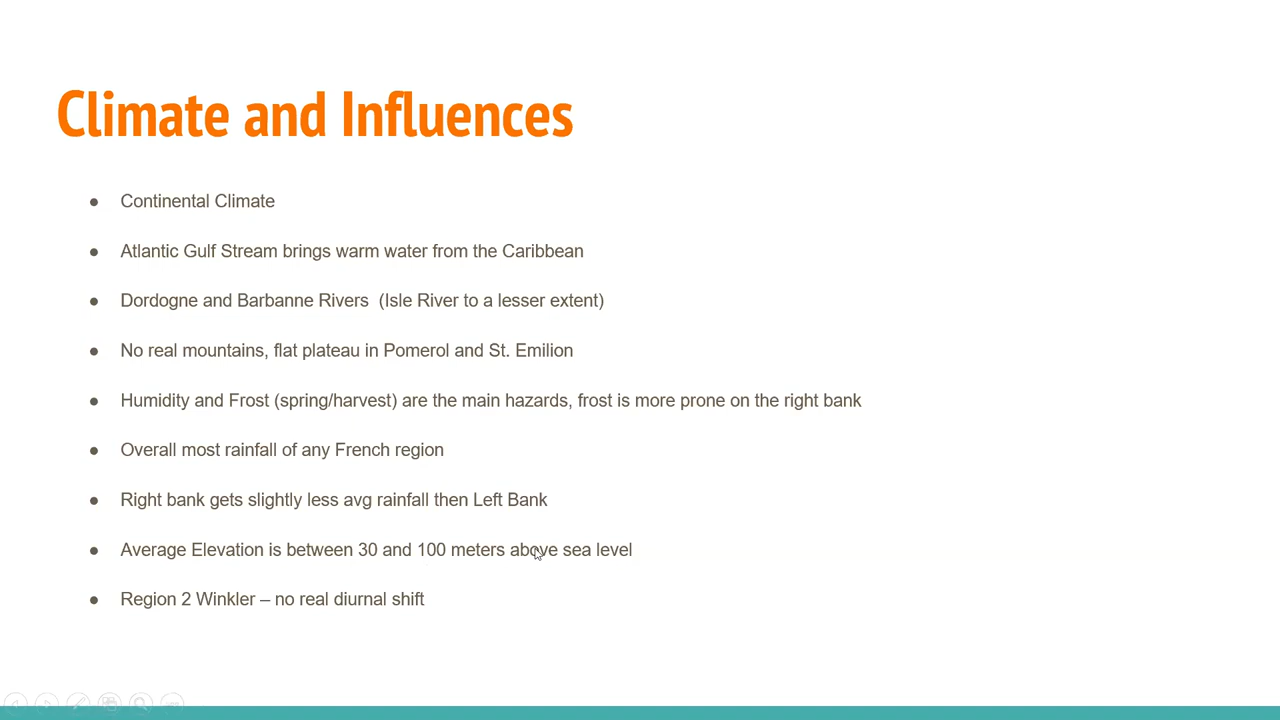 Climate and Influences
● Continental Climate
● Atlantic Gulf Stream brings warm water from the Caribbean
● Dordogne and Barbanne Rivers  (Isle River to a lesser extent)
● No real mountains, flat plateau in Pomerol and St. Emilion
● Humidity and Frost (spring/harvest) are the main hazards, frost is more prone on the right bank
● Overall most rainfall of any French region
● Right bank gets slightly less avg rainfall then Left Bank
● Average Elevation is between 30 and 100 meters above sea level
● Region 2 Winkler – no real diurnal shift